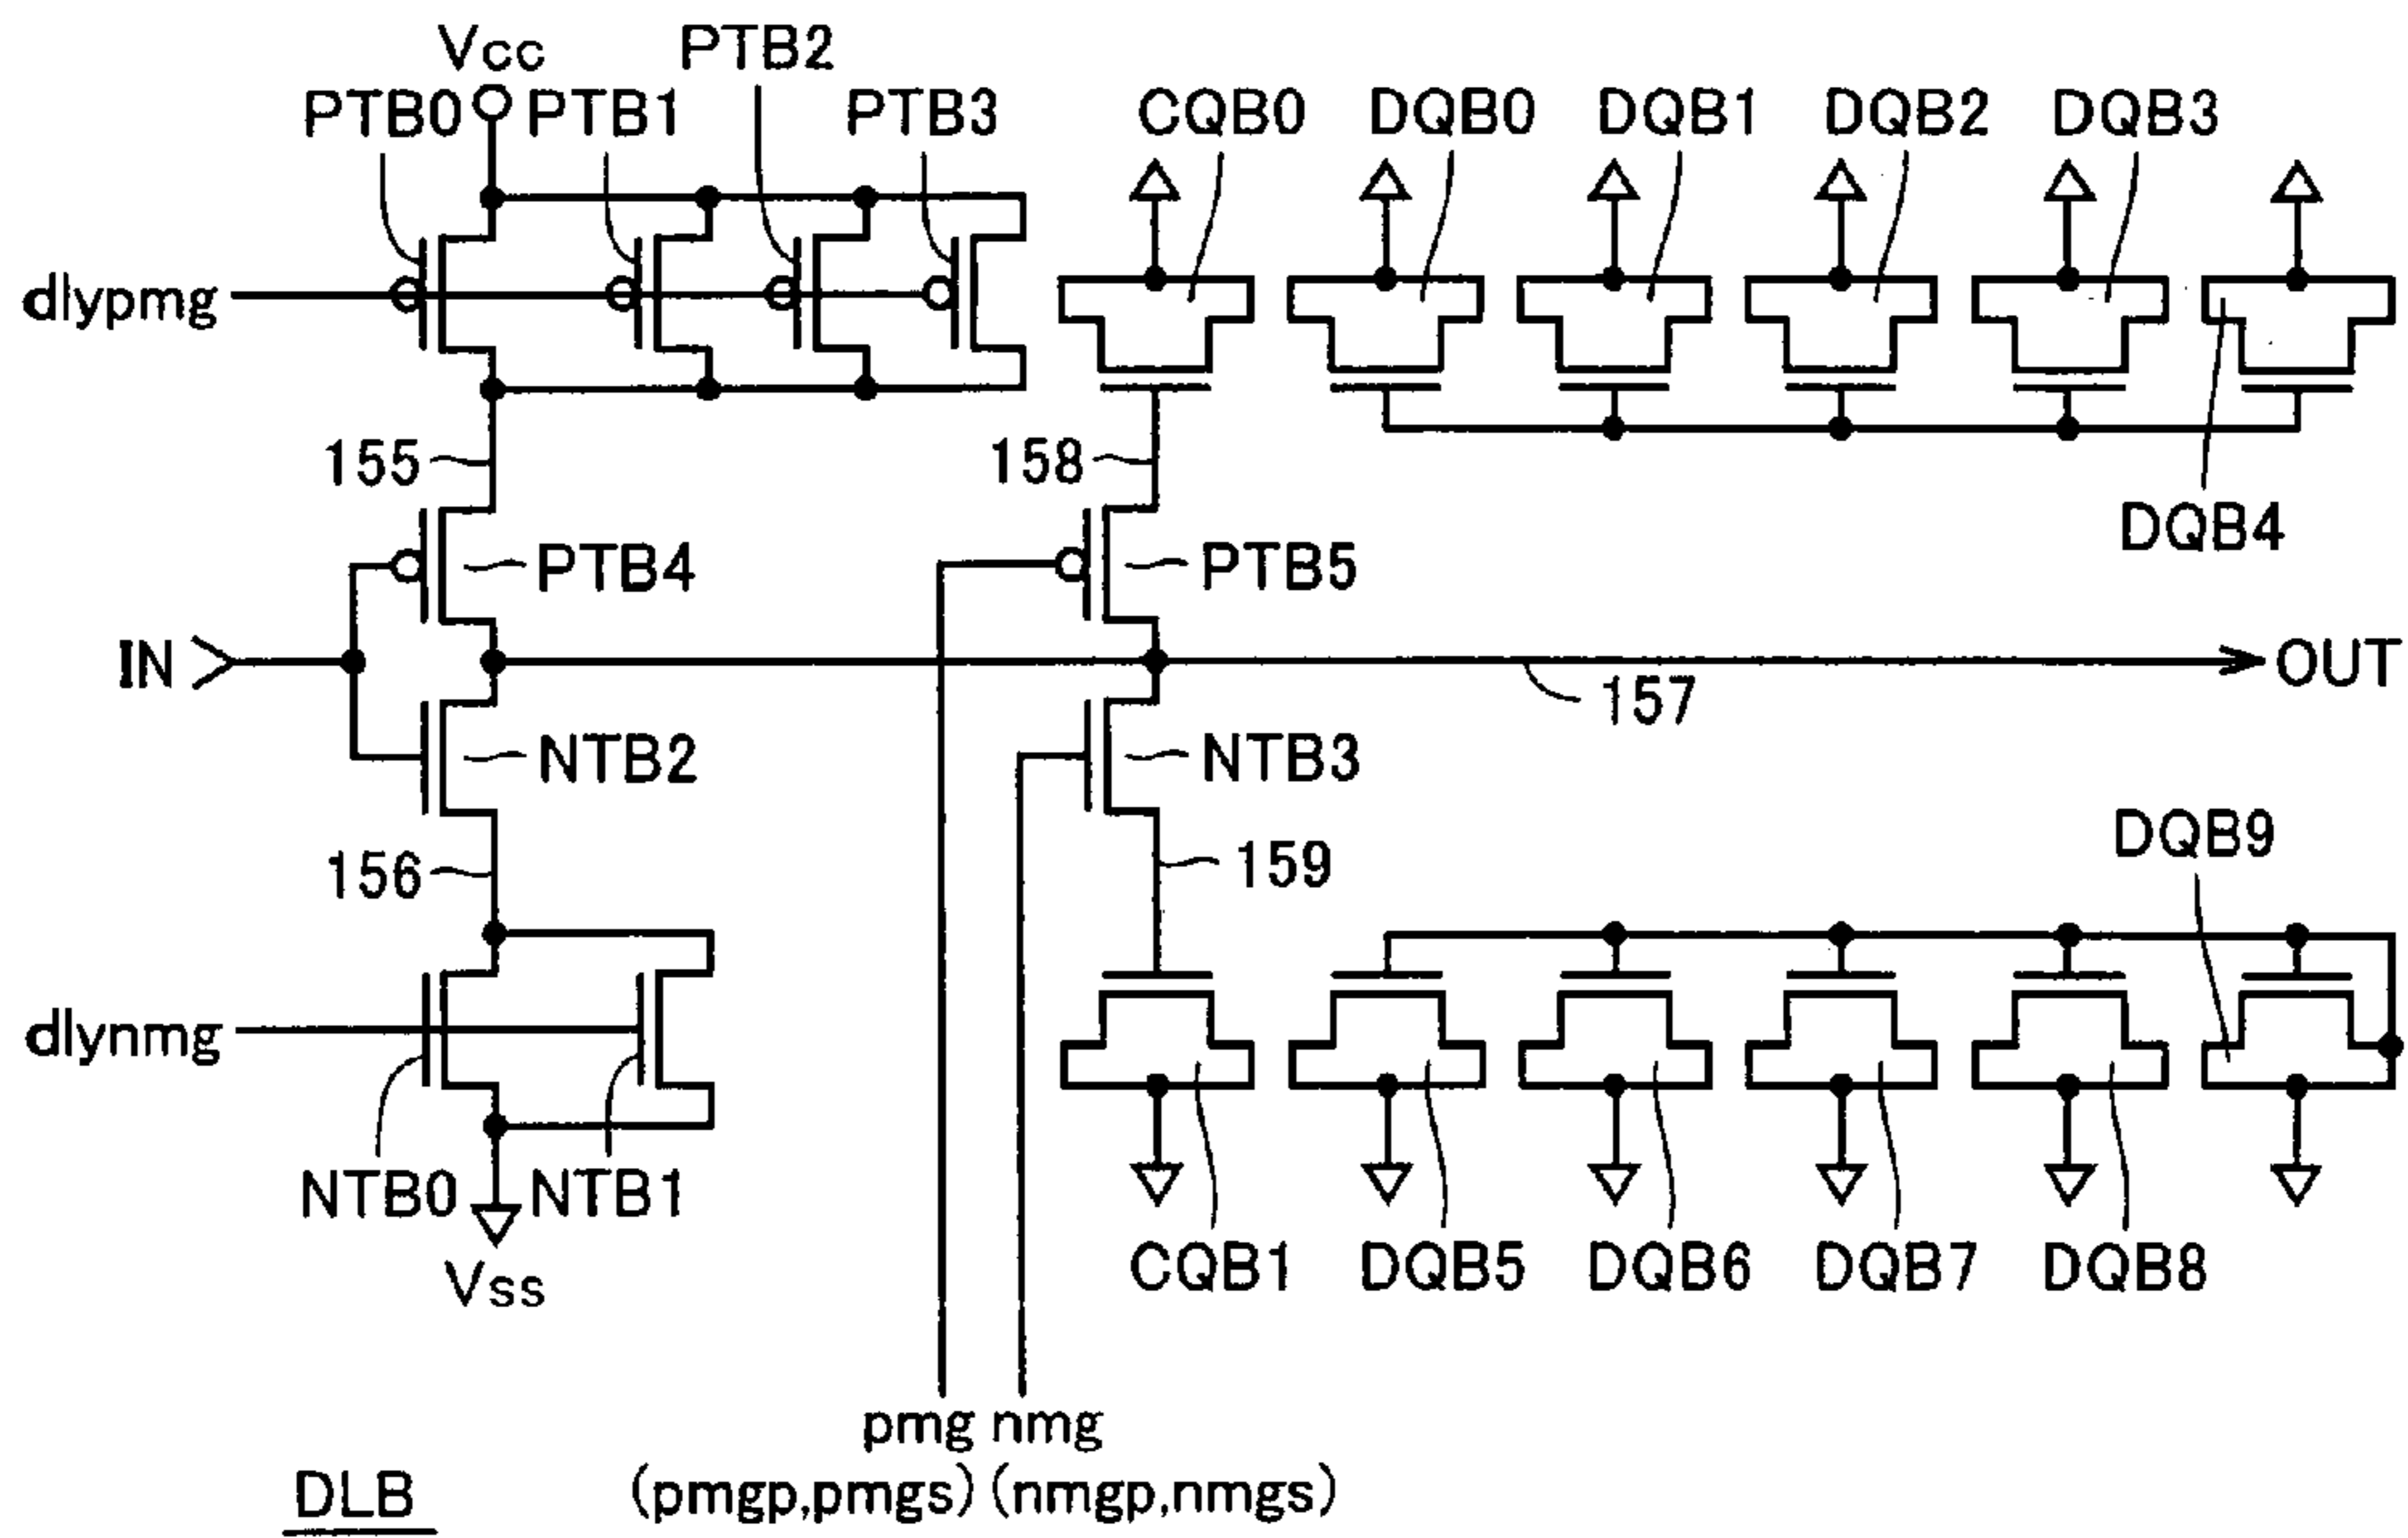 Vcc
PTB2
PTB0
PTB1
PTB3
CQB0
DQB0
DQB1
DQB2
DQB3
dlypmg
155
158
DQB4
PTB4
PTB5
IN
OUT
157
NTB2
NTB3
156
159
DQB9
dlynmg
NTB0
NTB1
Vss
CQB1
DQB5
DQB6
DQB7
DQB8
pmg nmg
DLB
(pmgp,pmgs) (nmgp,nmgs)